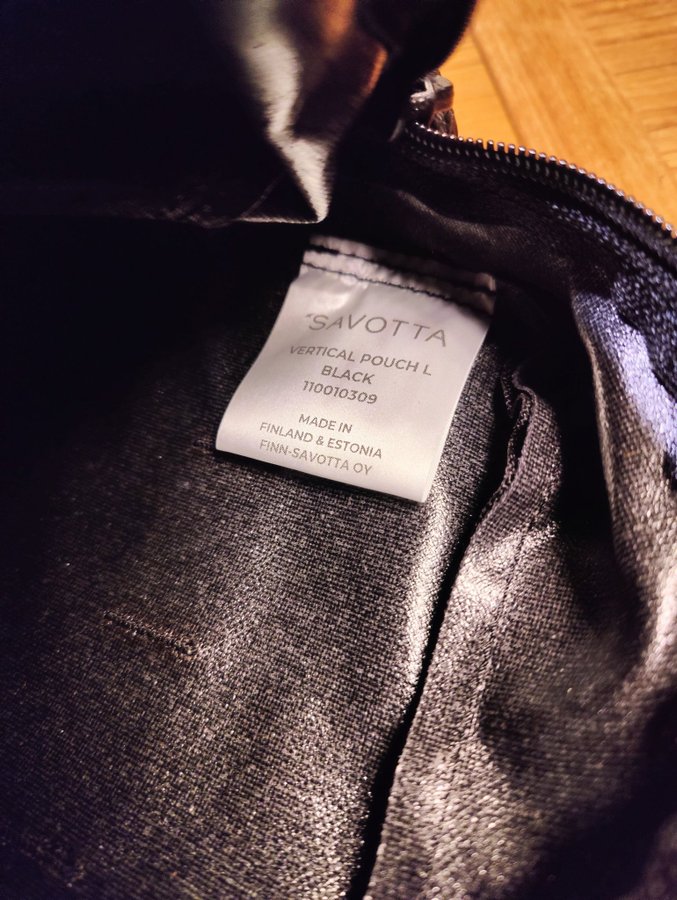 SAVOTTA
VERTICAL POUCH L
BLACK
110010309
MADE IN
FINLAND & ESTONIA
FINN-SAVOTTA OY